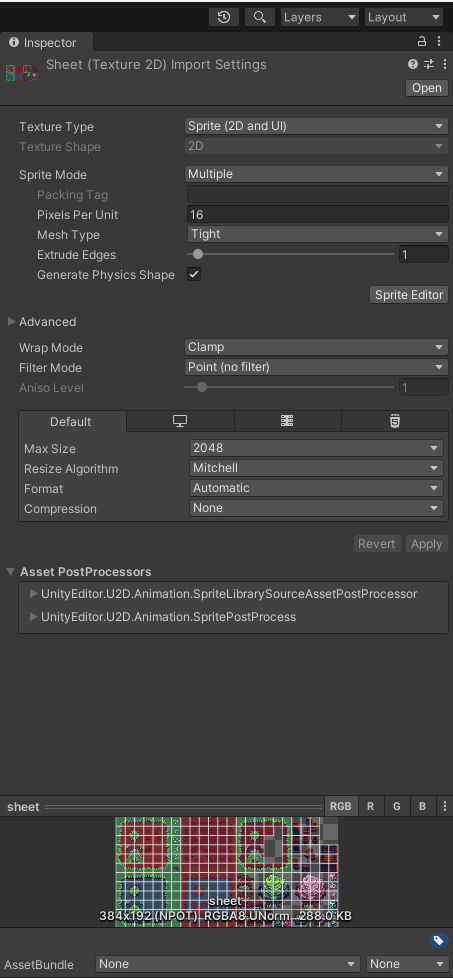 Layers
Layout
Inspector
Sheet (Texture 2D) Import Settings
Open
Texture Type Sprite (2D and UI)
Texture Shape 2D
Sprite Mode Multiple
Packing Tag
Pixels Per Unit 16
Mesh Type Tight
Extrude Edges 1
Generate Physics Shape
Sprite Editor
Advanced
Wrap Mode Clamp
Filter Mode Point (no filter)
Aniso Level 1
Default
Max Size 2048
Resize Algorithm Mitchell
Format Automatic
Compression None
Revert Apply
Asset PostProcessors
UnityEditor.U2D.Animation.SpriteLibrarySourceAssetPostProcessor
UnityEditor.U2D.Animation.SpritePostProcess
sheet RGB R G B
sheet
384x192 (NPOT) RGBA8 UNorm 288.0 KB
AssetBundle None None